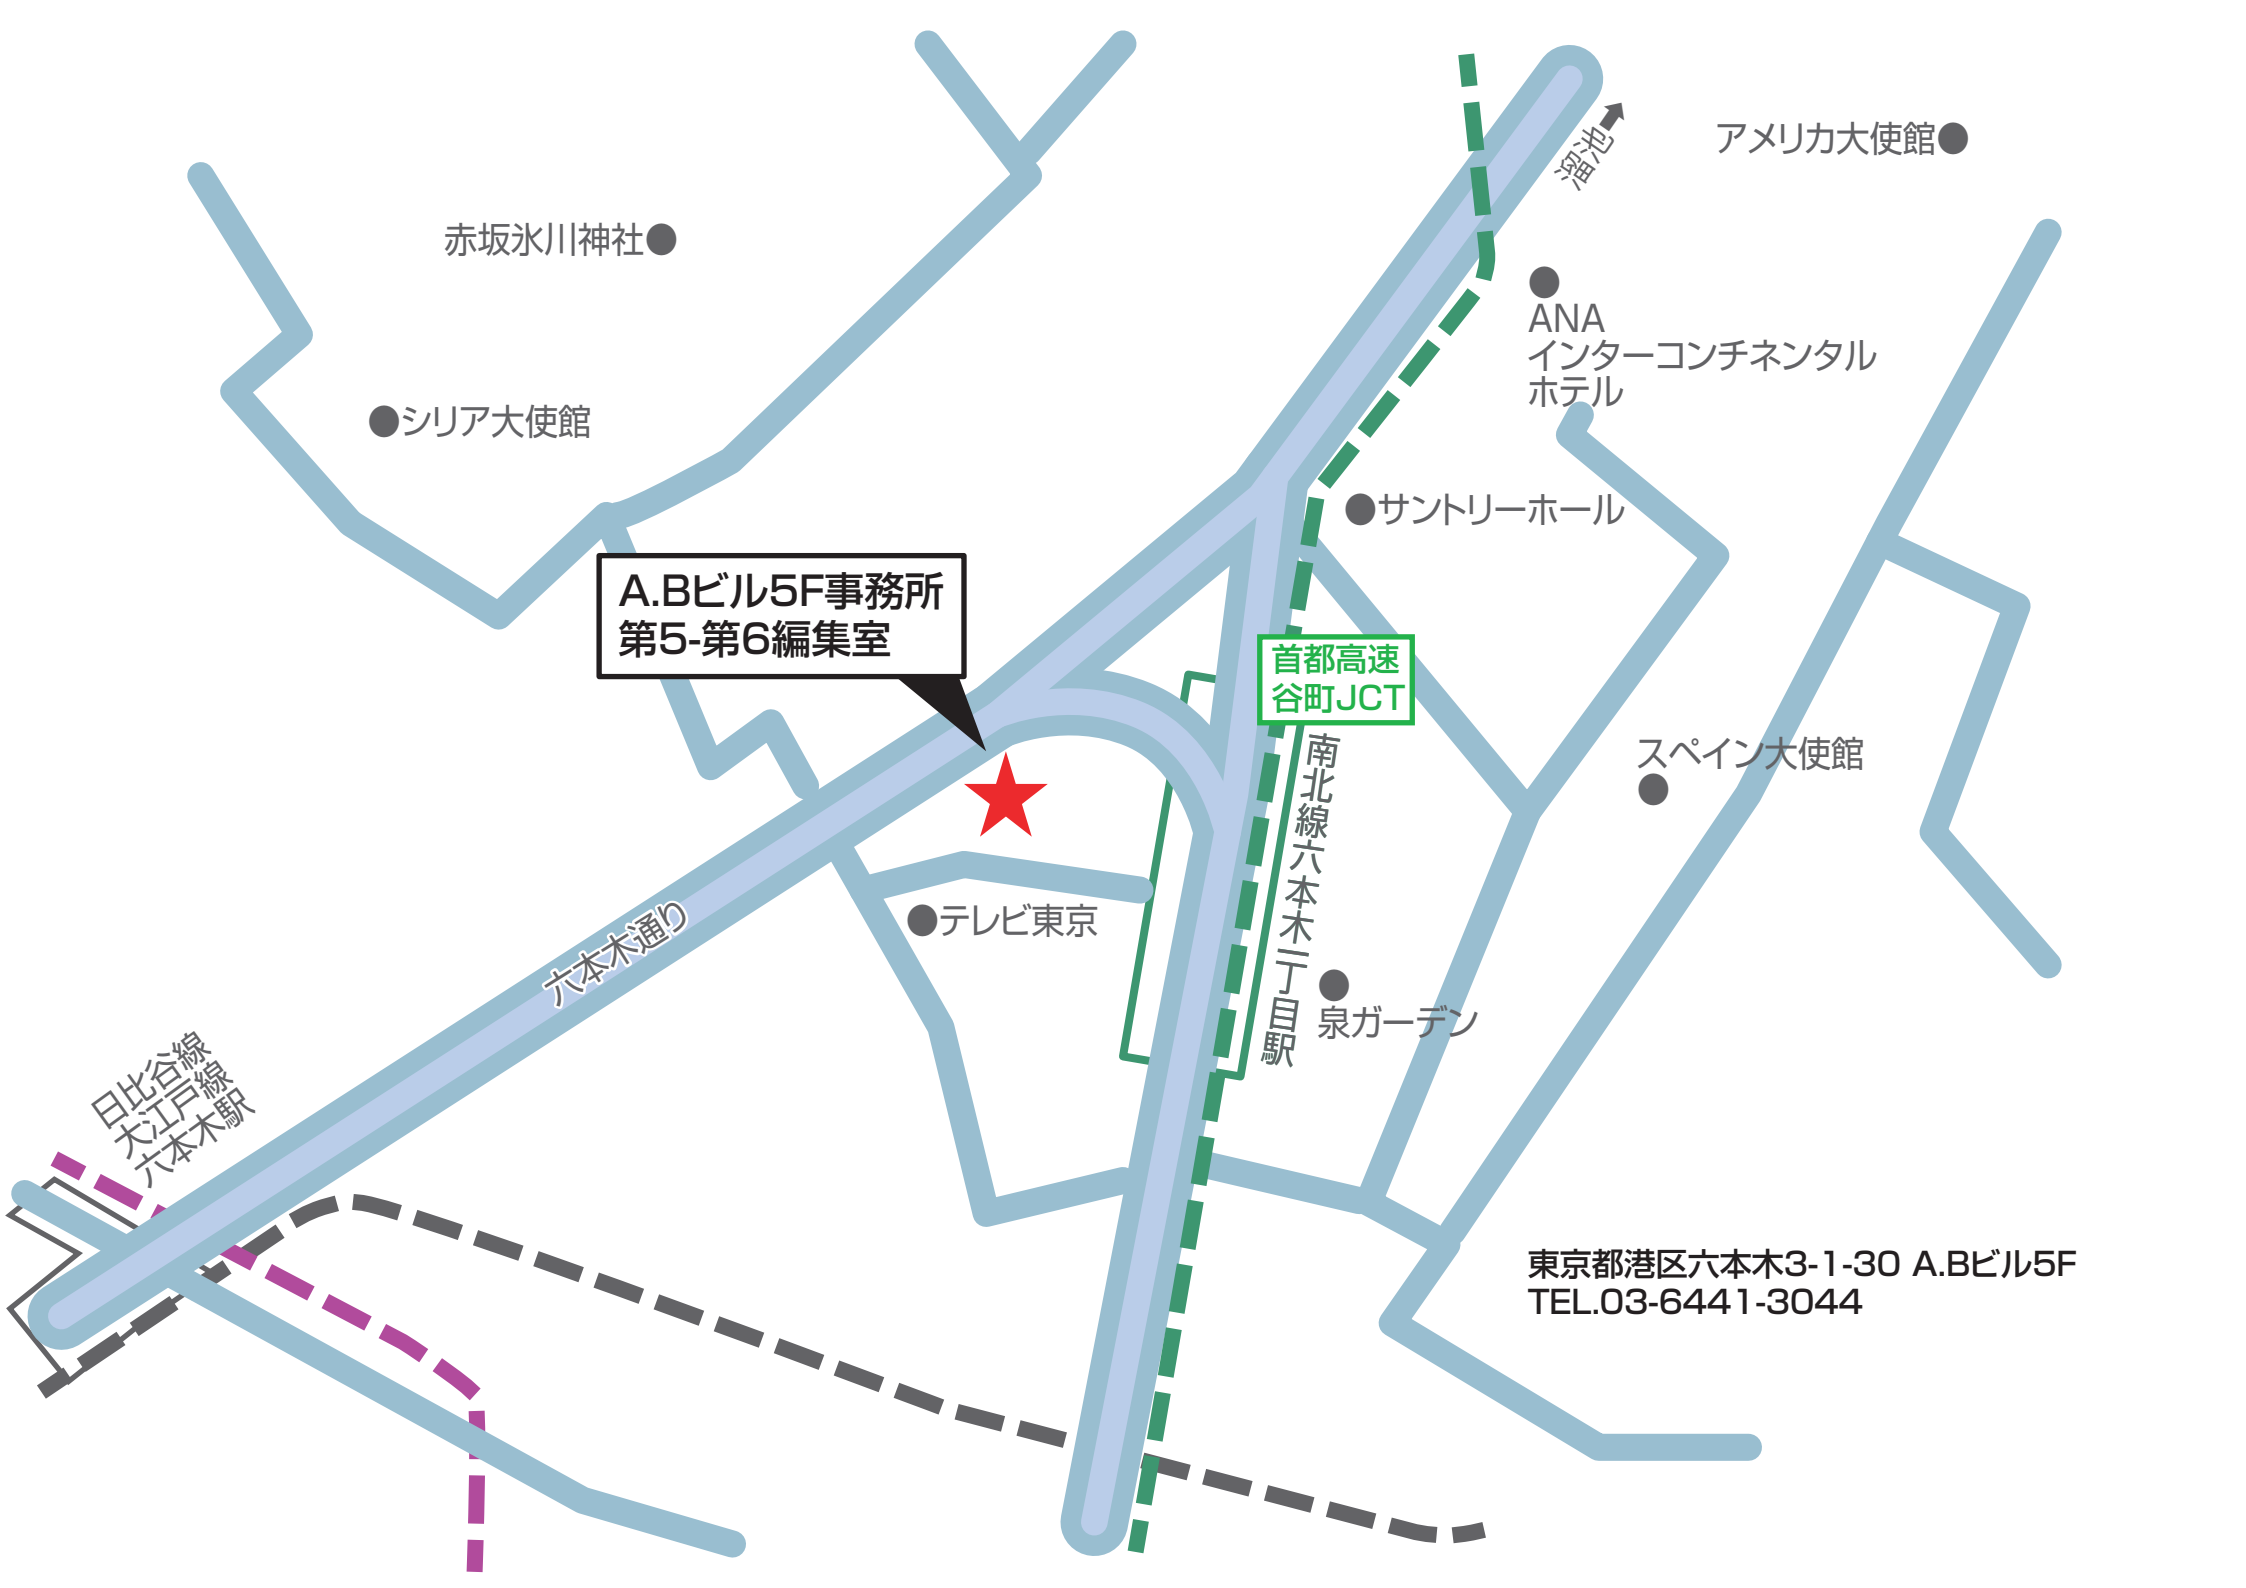 アメリカ大使館
溜池
赤坂氷川神社
ANA
インターコンチネンタル
ホテル
シリア大使館
サントリーホール
A.Bビル5F事務所
第5-第6編集室
首都高速
谷町JCT
南北線六本木一丁目駅
スペイン大使館
テレビ東京
六本木通り
泉ガーデン
日比谷線
大江戸線
六本木駅
東京都港区六本木3-1-30 A.Bビル5F
TEL.03-6441-3044